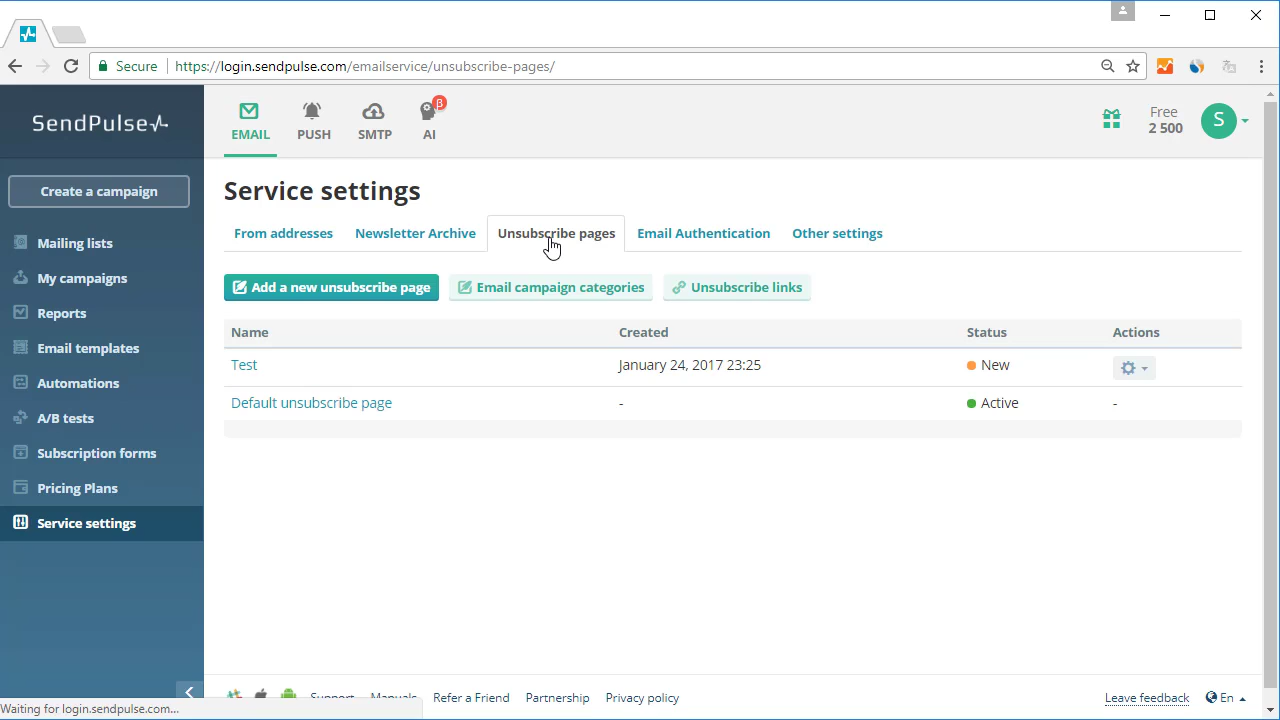 Secure
https://login.sendpulse.com/emailservice/unsubscribe-pages/
SendPulse
EMAIL
PUSH
SMTP
β
AI
Free
2 500
S
Create a campaign
Mailing lists
My campaigns
Reports
Email templates
Automations
A/B tests
Subscription forms
Pricing Plans
Service settings
Service settings
From addresses Newsletter Archive Unsubscribe pages Email Authentication Other settings
Add a new unsubscribe page Email campaign categories Unsubscribe links
Name Created Status Actions
Test January 24, 2017 23:25 New
Default unsubscribe page - Active -
Support Manuals Refer a Friend Partnership Privacy policy Leave feedback En
Waiting for login.sendpulse.com...